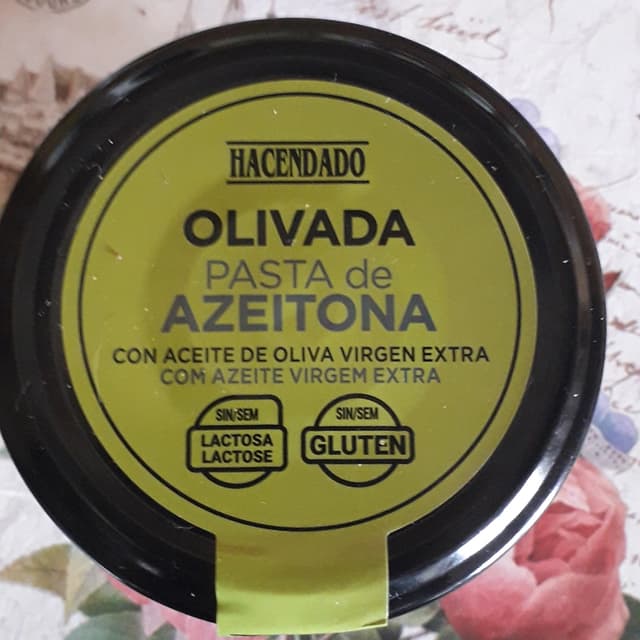 HACENDADO
OLIVADA
PASTA de
AZEITONA
CON ACEITE DE OLIVA VIRGEN EXTRA
COM AZEITE VIRGEM EXTRA
SIN/SEM
LACTOSA
LACTOSE
SIN/SEM
GLUTEN